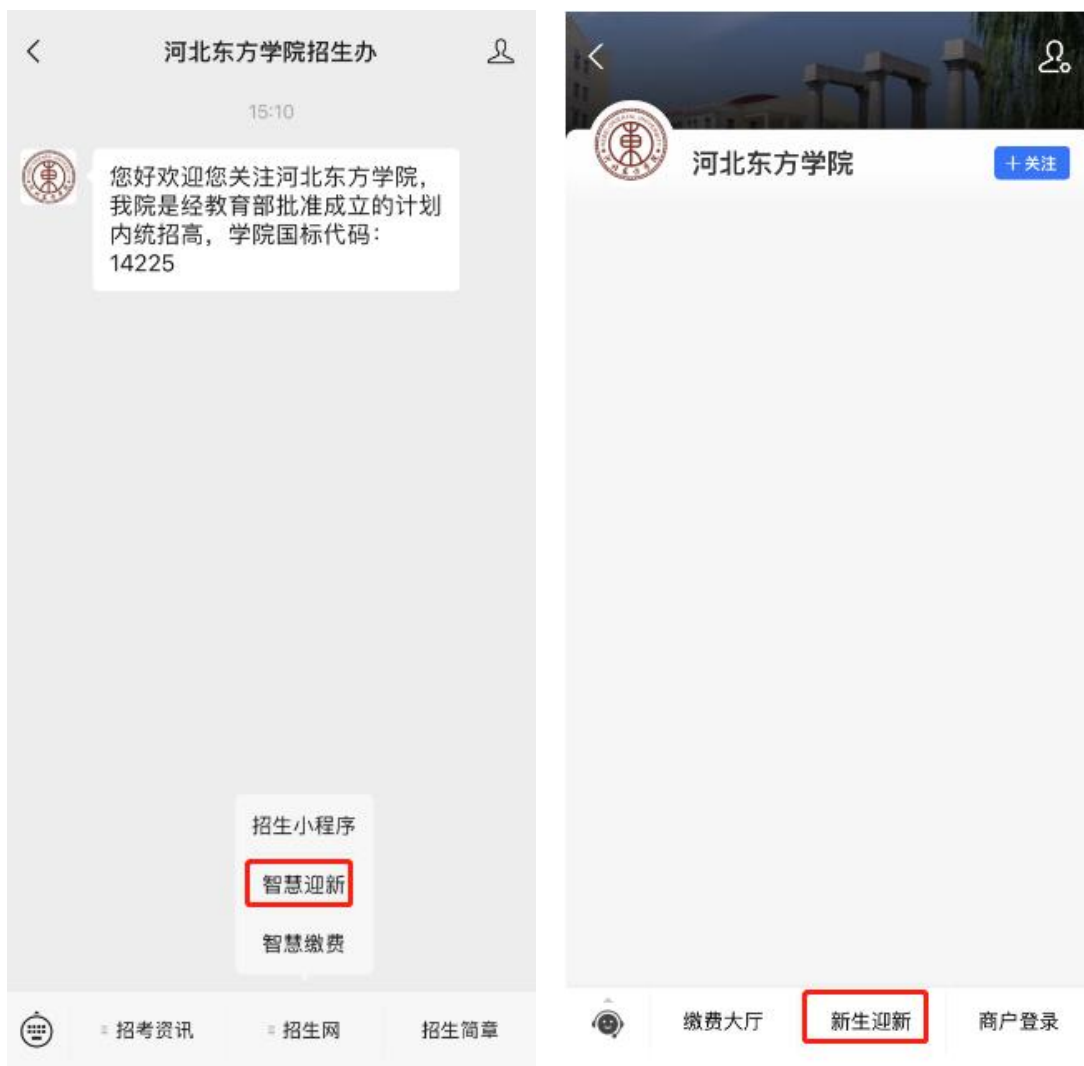 河北东方学院招生办
15:10
您好欢迎您关注河北东方学院，
我院是经教育部批准成立的计划
内统招高，学院国标代码：
14225
招生小程序
智慧迎新
智慧缴费
招考资讯
招生网
招生简章
河北东方学院
＋关注
缴费大厅
新生迎新
商户登录